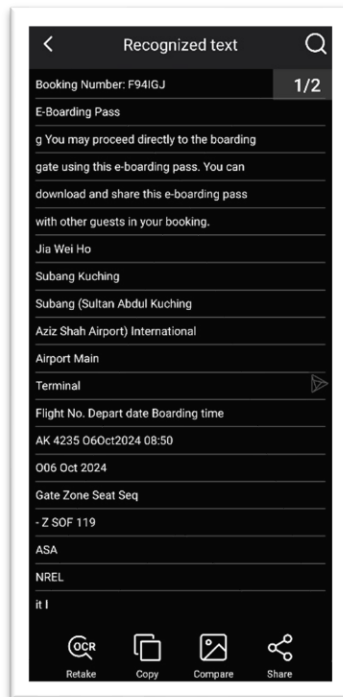 Recognized text
Booking Number: F94IGJ
1/2
E-Boarding Pass
g You may proceed directly to the boarding
gate using this e-boarding pass. You can
download and share this e-boarding pass
with other guests in your booking.
Jia Wei Ho
Subang Kuching
Subang (Sultan Abdul Kuching
Aziz Shah Airport) International
Airport Main
Terminal
Flight No. Depart date Boarding time
AK 4235 O6Oct2024 08:50
O06 Oct 2024
Gate Zone Seat Seq
- Z SOF 119
ASA
NREL
it I
OCR
Retake
Copy
Compare
Share